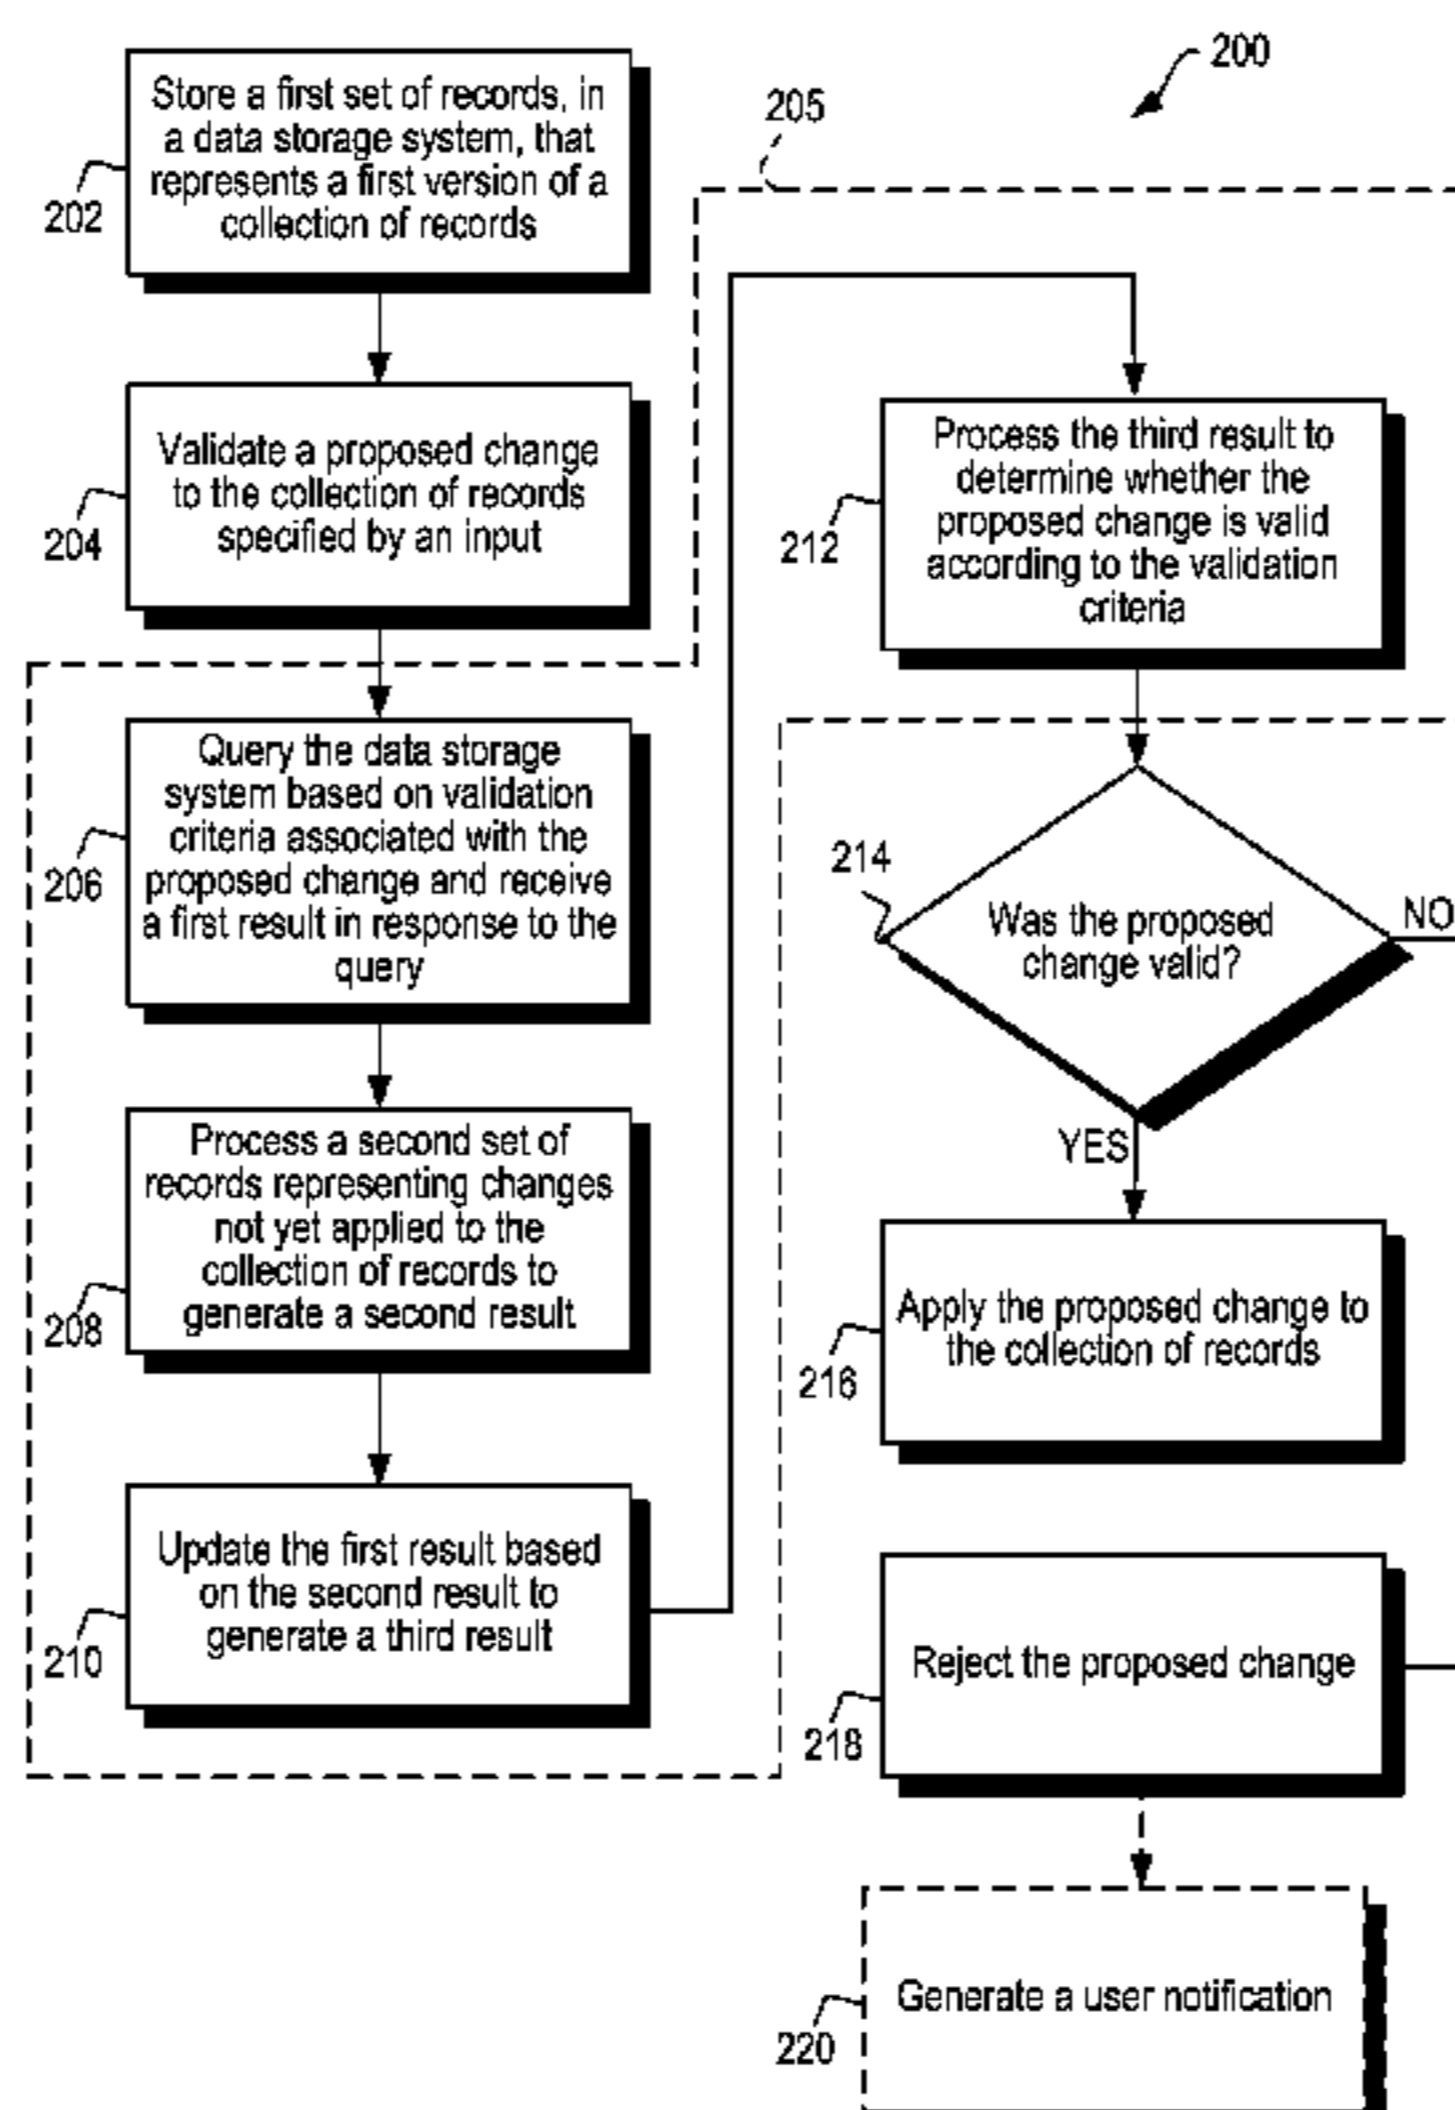 200
205
Store a first set of records, in
a data storage system, that
represents a first version of a
collection of records
202
Validate a proposed change
to the collection of records
specified by an input
204
Query the data storage
system based on validation
criteria associated with the
proposed change and receive
a first result in response to the
query
206
Process a second set of
records representing changes
not yet applied to the
collection of records to
generate a second result
208
Update the first result based
on the second result to
generate a third result
210
Process the third result to
determine whether the
proposed change is valid
according to the validation
criteria
212
214
Was the proposed
change valid?
NO
YES
Apply the proposed change to
the collection of records
216
Reject the proposed change
218
Generate a user notification
220